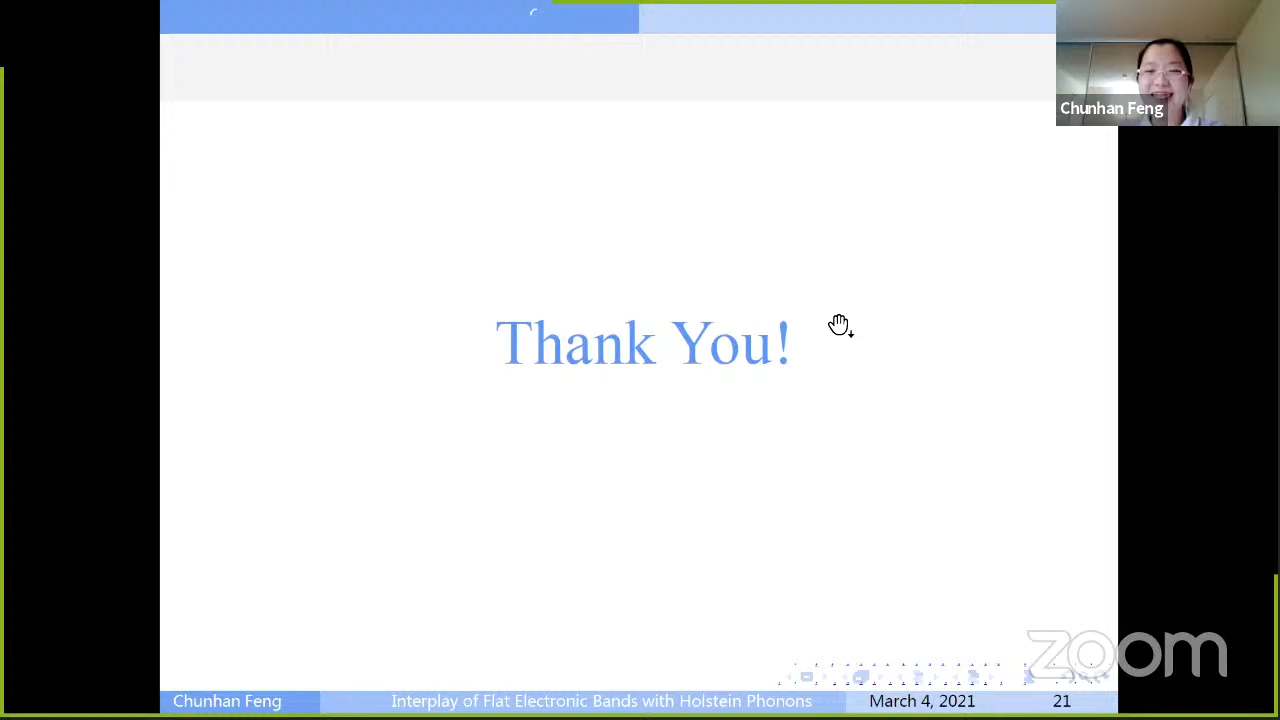 Chunhan Feng
Thank You!
zoom
Chunhan Feng Interplay of Flat Electronic Bands with Holstein Phonons March 4, 2021 21